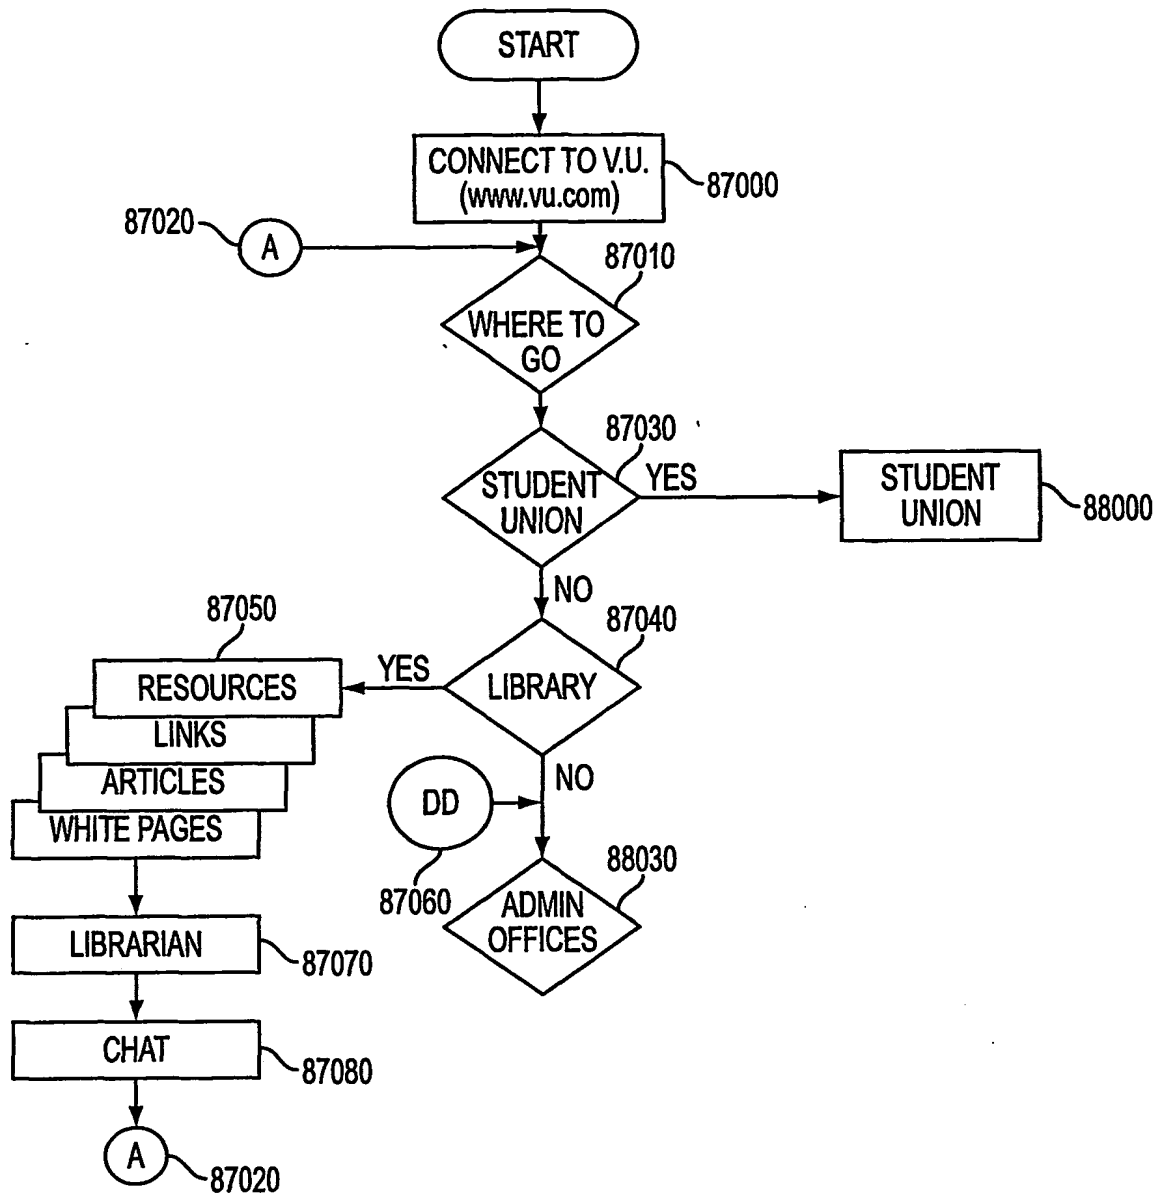 START
CONNECT TO V.U.
(www.vu.com)
87000
87020
A
87010
WHERE TO
GO
87030
STUDENT
UNION
YES
STUDENT
UNION
88000
NO
87050
87040
RESOURCES
YES
LIBRARY
LINKS
ARTICLES
WHITE PAGES
NO
DD
87060
88030
ADMIN
OFFICES
LIBRARIAN
87070
CHAT
87080
A
87020